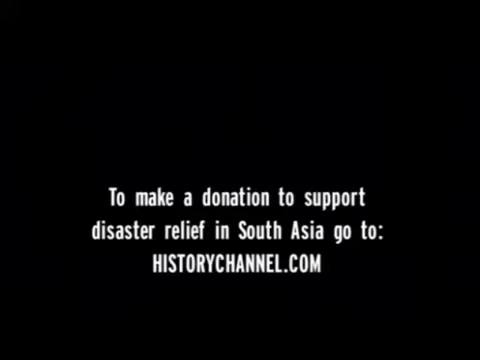 To make a donation to support
disaster relief in South Asia go to:
HISTORYCHANNEL.COM